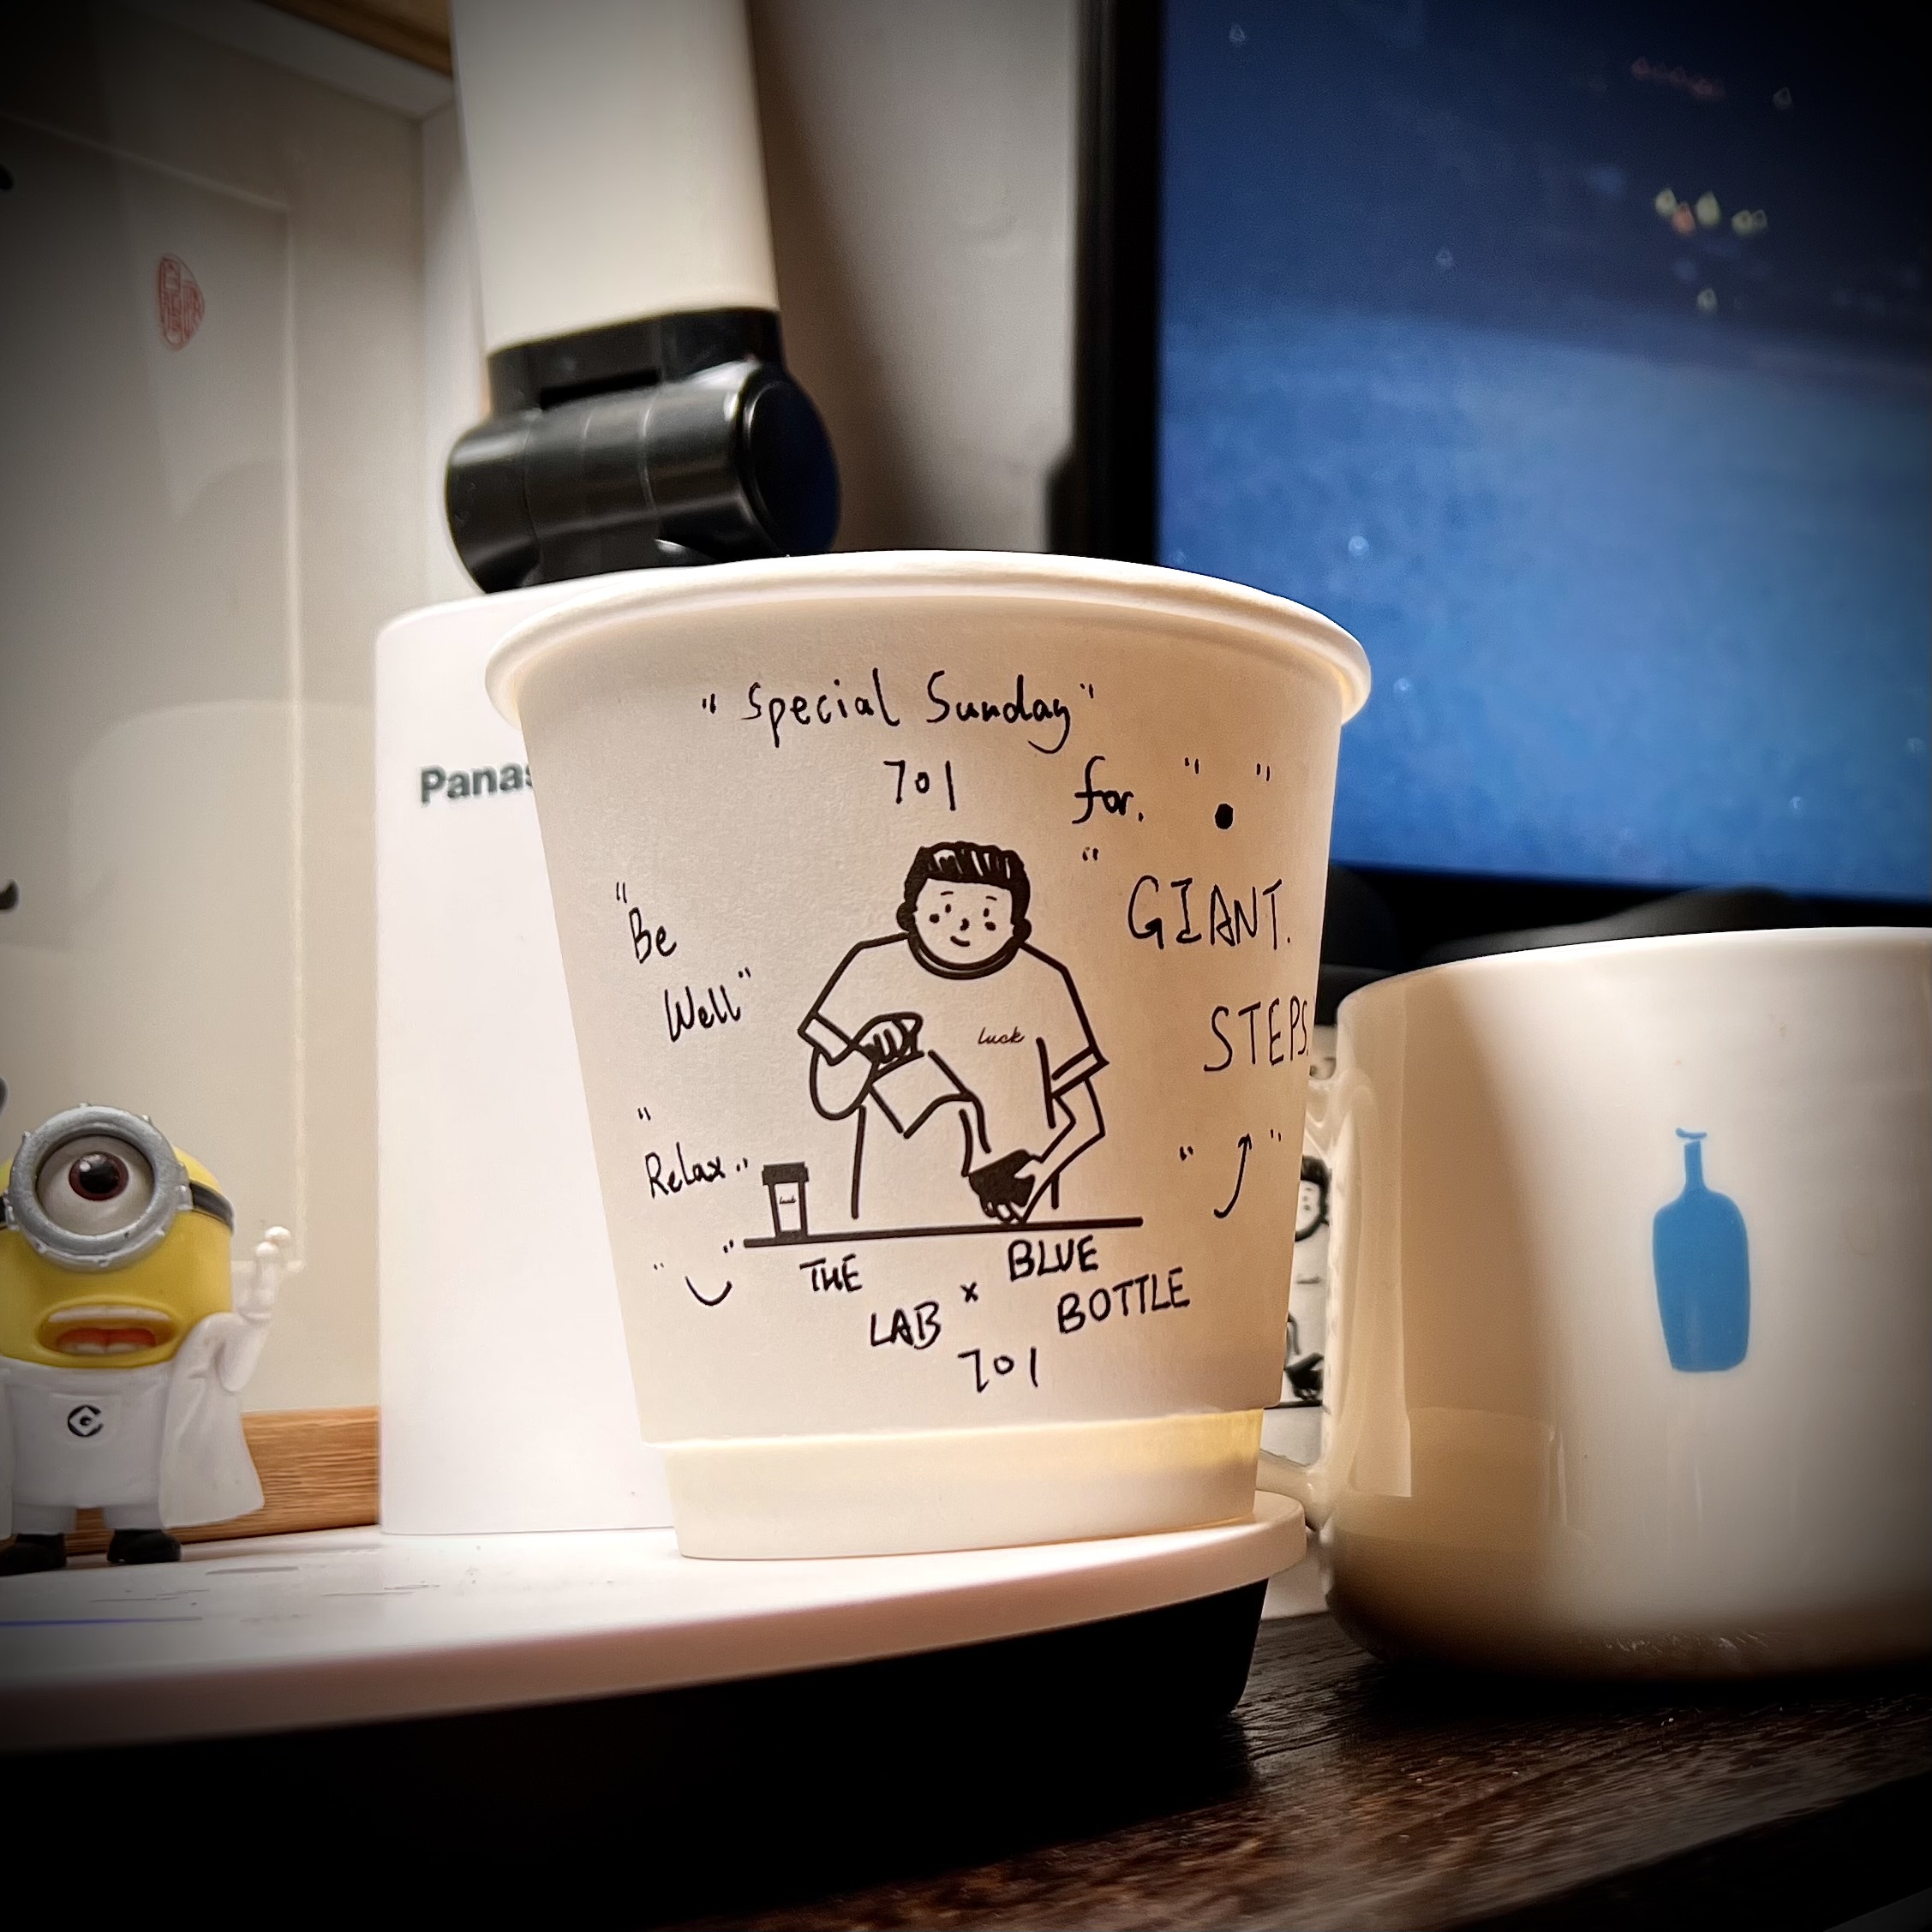 Panas
"Special Sunday"
701
for. " • "
"GIANT.
STEPS.
"Be
Well"
luck
"Relax."
THE
LAB × BLUE
BOTTLE
701